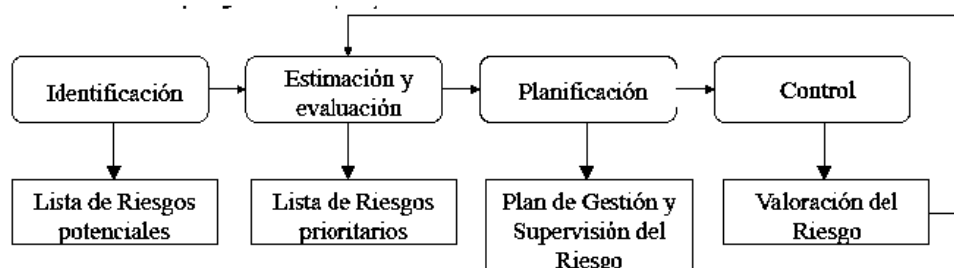 Identificación
Estimación y
evaluación
Planificación
Control
Lista de Riesgos
potenciales
Lista de Riesgos
prioritarios
Plan de Gestión y
Supervisión del
Riesgo
Valoración del
Riesgo